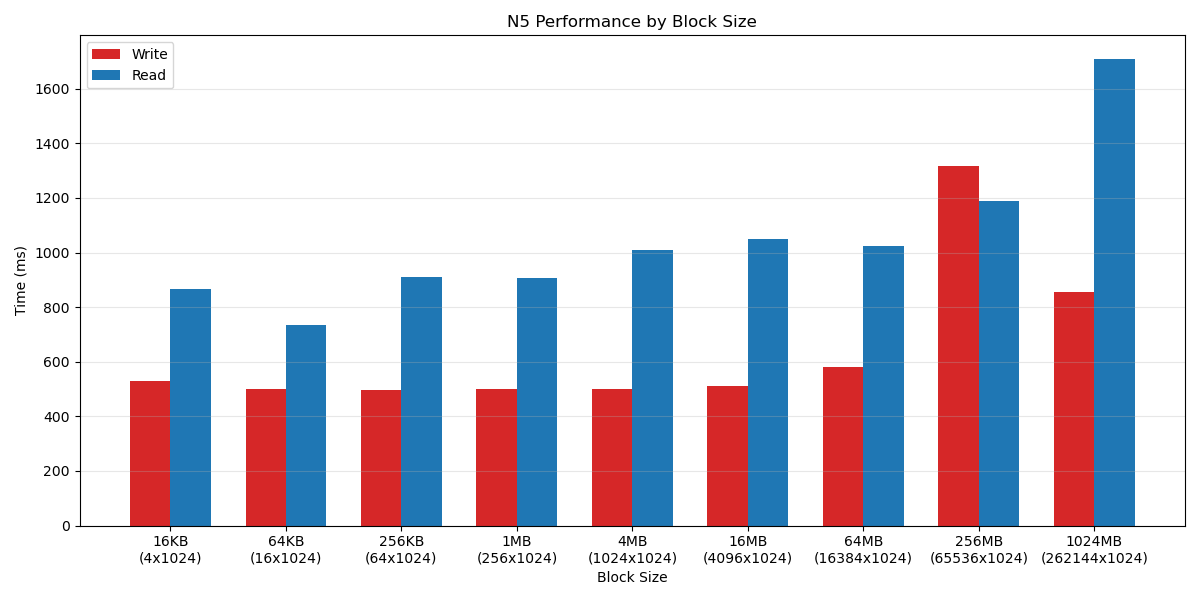 N5 Performance by Block Size
Write
Read
Time (ms)
1600
1400
1200
1000
800
600
400
200
0
16KB
(4x1024)
64KB
(16x1024)
256KB
(64x1024)
1MB
(256x1024)
4MB
(1024x1024)
16MB
(4096x1024)
64MB
(16384x1024)
256MB
(65536x1024)
1024MB
(262144x1024)
Block Size